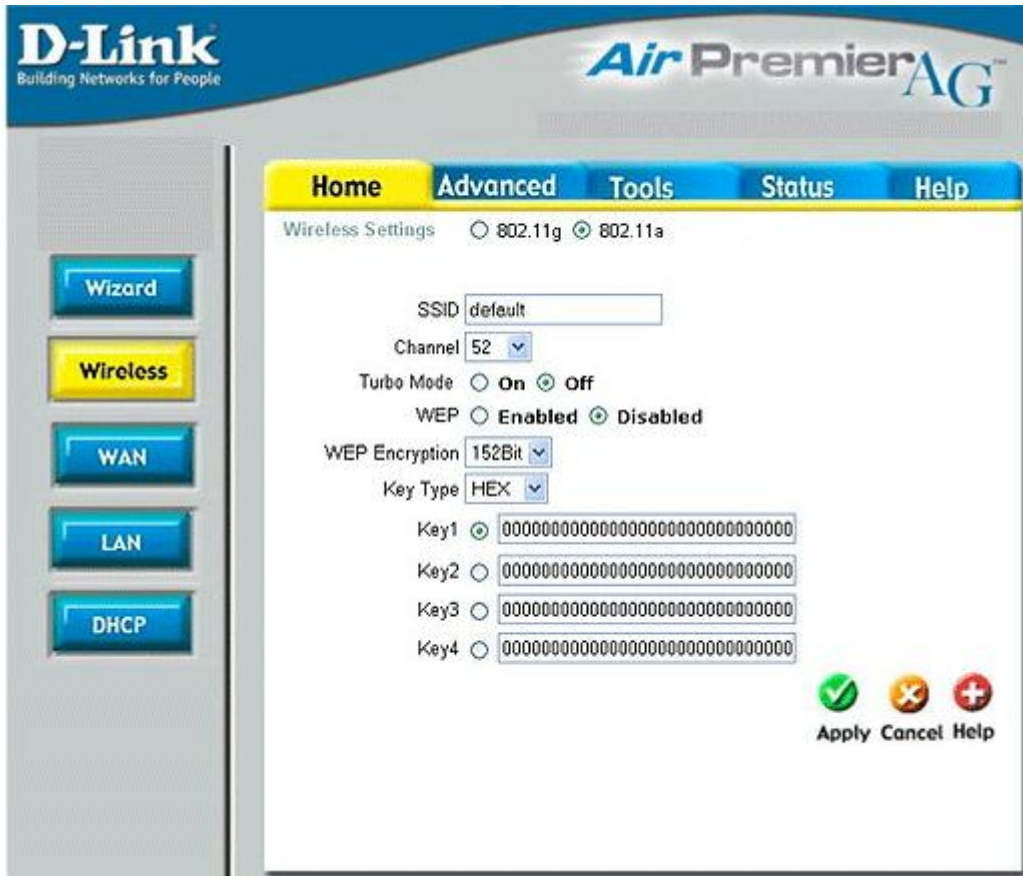 D-Link
Building Networks for People
Air Premier AG™
Home Advanced Tools Status Help
Wireless Settings 802.11g 802.11a
Wizard
Wireless
WAN
LAN
DHCP
SSID default
Channel 52
Turbo Mode On Off
WEP Enabled Disabled
WEP Encryption 152Bit
Key Type HEX
Key1 00000000000000000000000000000000
Key2 00000000000000000000000000000000
Key3 00000000000000000000000000000000
Key4 00000000000000000000000000000000
Apply Cancel Help